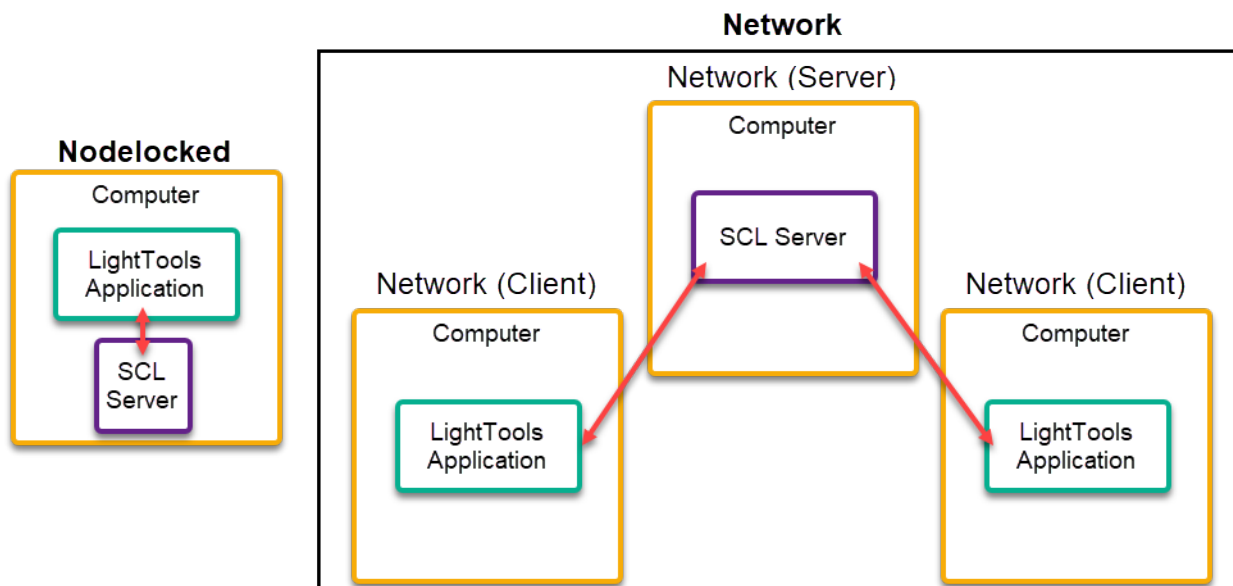 Nodelocked
Computer
LightTools
Application
SCL
Server
Network
Network (Server)
Computer
SCL Server
Network (Client)
Computer
LightTools
Application
Network (Client)
Computer
LightTools
Application